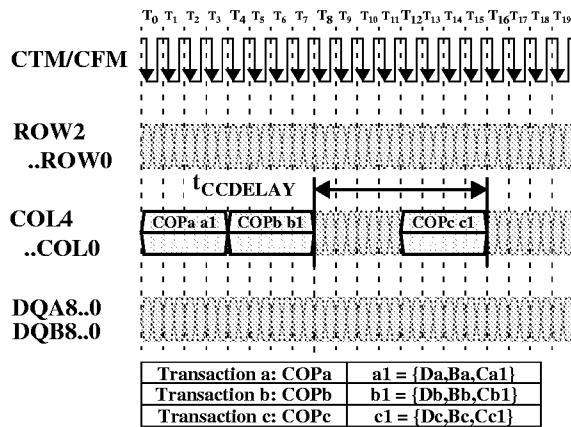 T0 T1 T2 T3 T4 T5 T6 T7 T8 T9 T10 T11 T12 T13 T14 T15 T16 T17 T18 T19
CTM/CFM
ROW2
..ROW0
tCCDELAY
COL4
..COL0
COPa a1 COPb b1 COPc c1
DQA8..0
DQB8..0
Transaction a: COPa a1 = {Da,Ba,Ca1}
Transaction b: COPb b1 = {Db,Bb,Cb1}
Transaction c: COPc c1 = {Dc,Bc,Cc1}